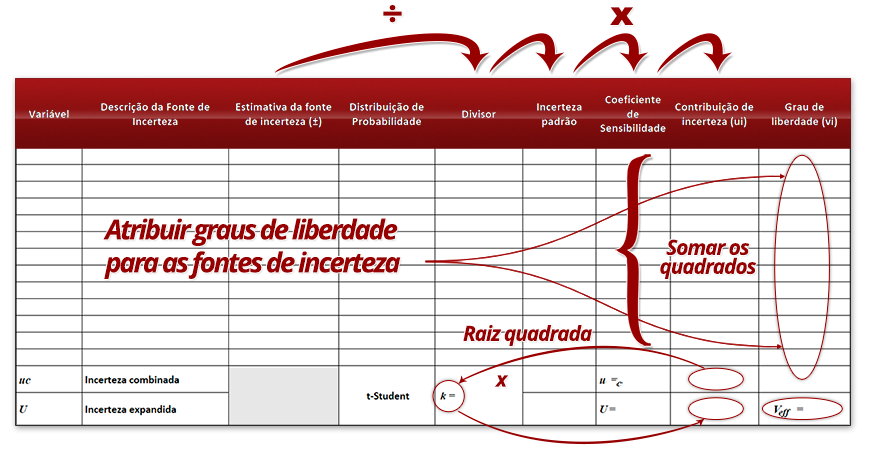 ÷ x
Variável
Descrição da Fonte de
Incerteza
Estimativa da fonte
de incerteza (±)
Distribuição de
Probabilidade
Divisor
Incerteza
padrão
Coeficiente
de
Sensibilidade
Contribuição de
incerteza (ui)
Grau de
liberdade (vi)
Atribuir graus de liberdade
para as fontes de incerteza
Somar os
quadrados
Raiz quadrada
x
uc
Incerteza combinada
u =c
U
Incerteza expandida
t-Student
k =
U=
Veff =